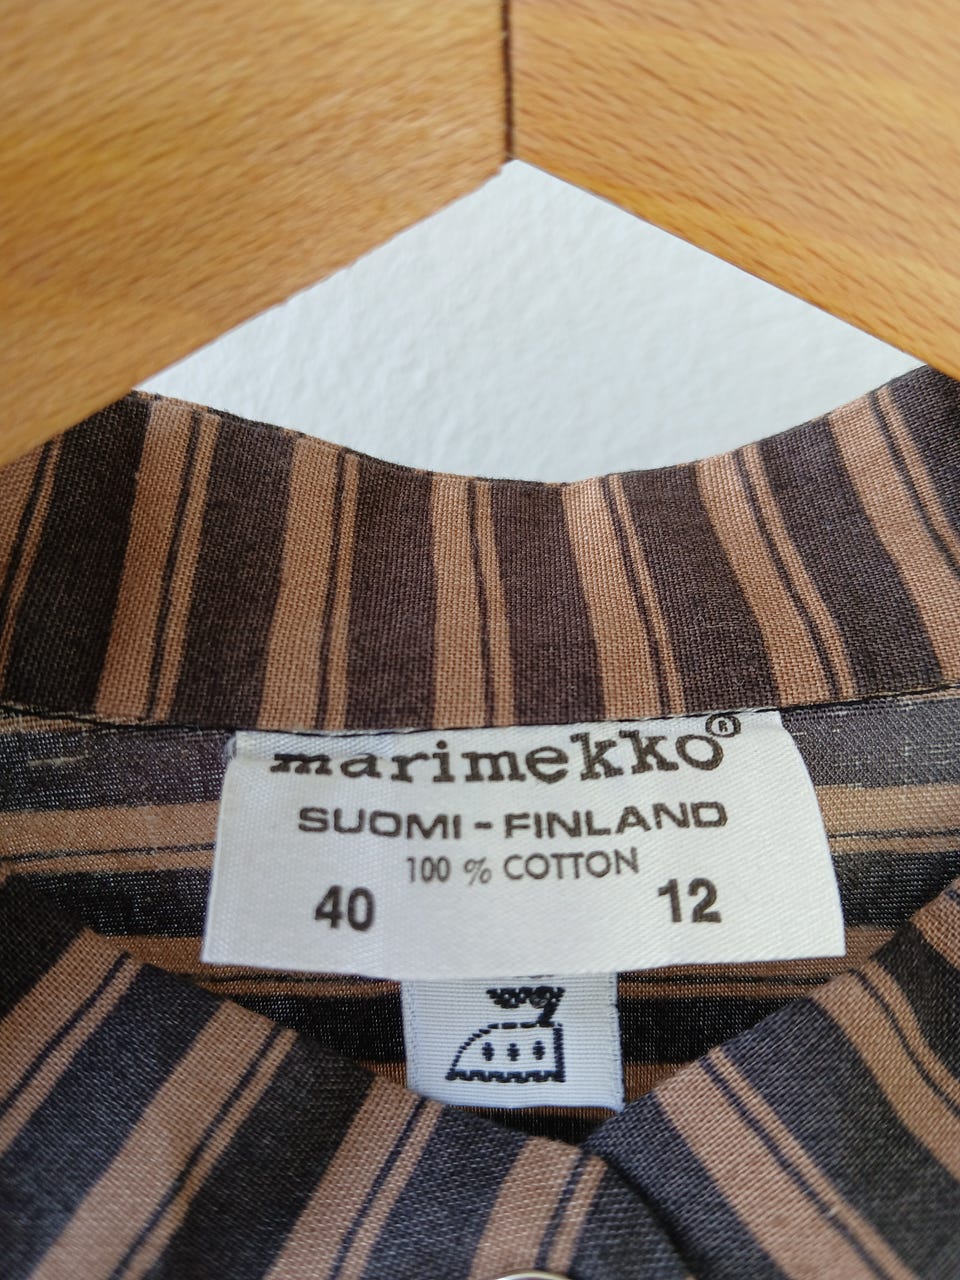 marimekko®
SUOMI - FINLAND
100 % COTTON
40 12